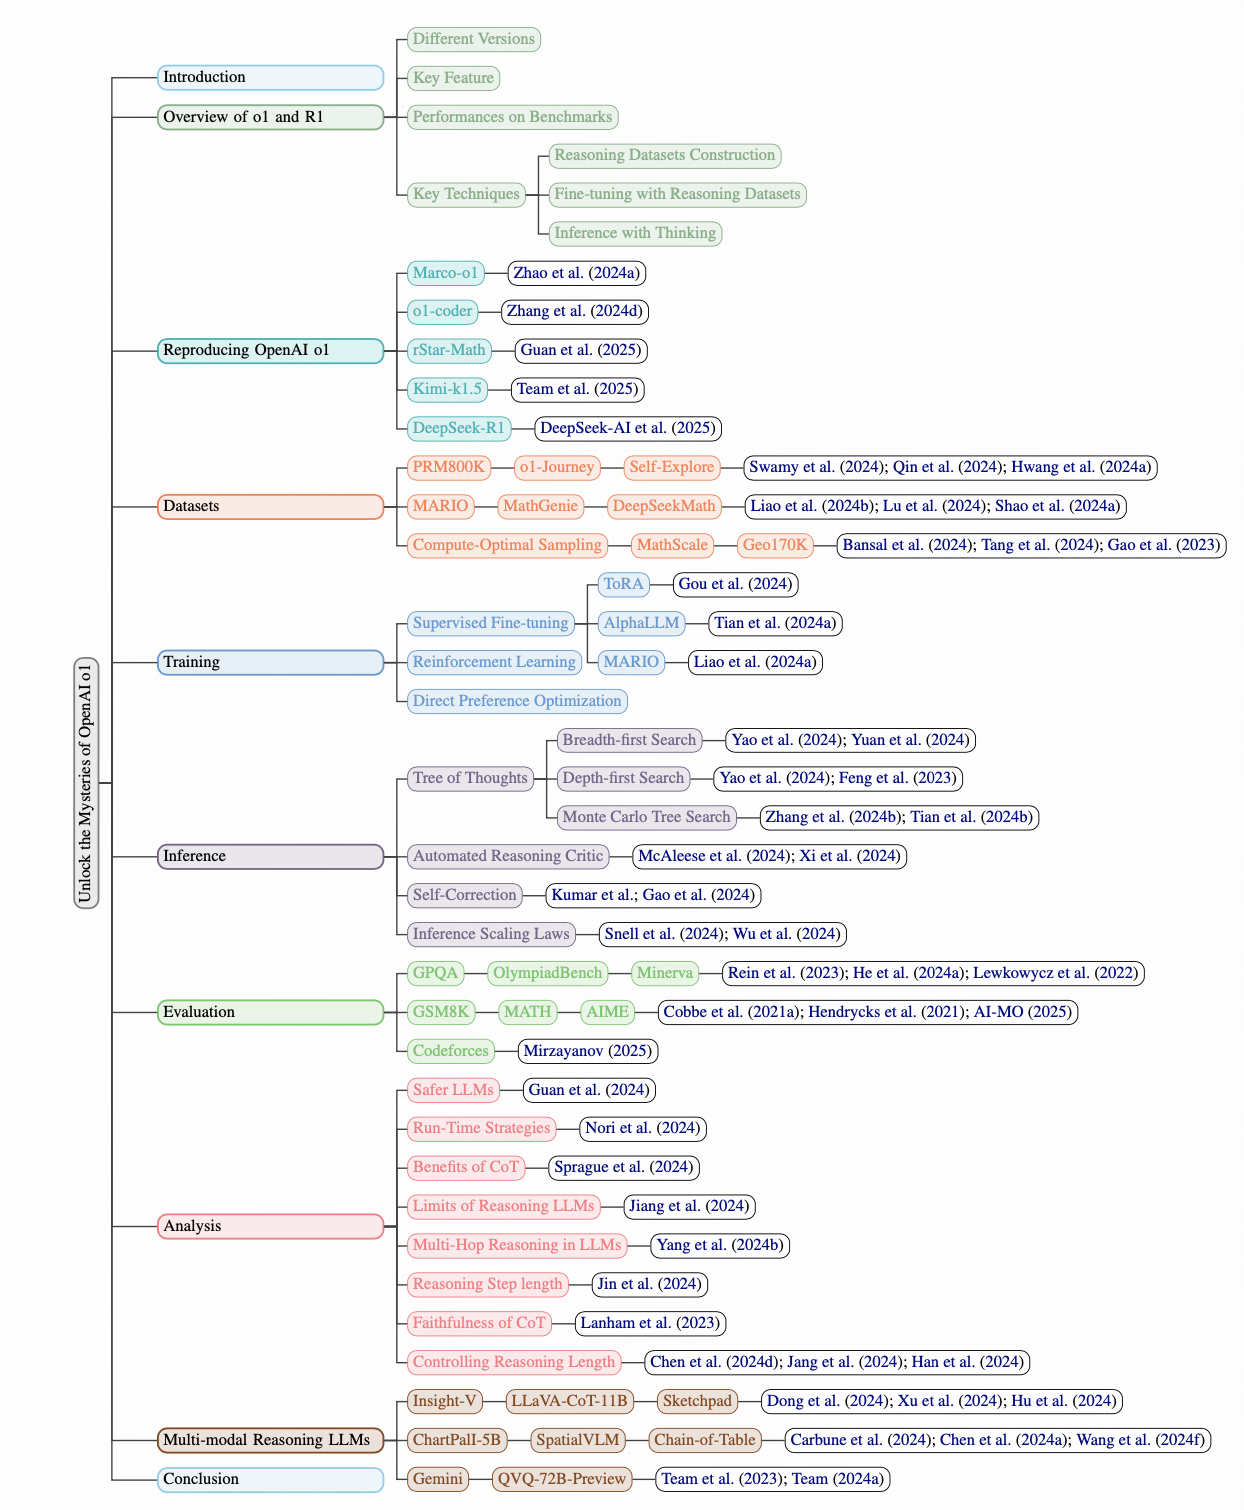 Different Versions
Introduction
Key Feature
Overview of o1 and R1
Performances on Benchmarks
Reasoning Datasets Construction
Key Techniques
Fine-tuning with Reasoning Datasets
Inference with Thinking
Marco-o1 Zhao et al. (2024a)
o1-coder Zhang et al. (2024d)
Reproducing OpenAI o1 rStar-Math Guan et al. (2025)
Kimi-k1.5 Team et al. (2025)
DeepSeek-R1 DeepSeek-AI et al. (2025)
PRM800K o1-Journey Self-Explore Swamy et al. (2024); Qin et al. (2024); Hwang et al. (2024a)
Datasets MARIO MathGenie DeepSeekMath Liao et al. (2024b); Lu et al. (2024); Shao et al. (2024a)
Compute-Optimal Sampling MathScale Geo170K Bansal et al. (2024); Tang et al. (2024); Gao et al. (2023)
ToRA Gou et al. (2024)
Supervised Fine-tuning AlphaLLM Tian et al. (2024a)
Training Reinforcement Learning MARIO Liao et al. (2024a)
Direct Preference Optimization
Unlock the Mysteries of OpenAI o1
Breadth-first Search Yao et al. (2024); Yuan et al. (2024)
Tree of Thoughts Depth-first Search Yao et al. (2024); Feng et al. (2023)
Monte Carlo Tree Search Zhang et al. (2024b); Tian et al. (2024b)
Inference Automated Reasoning Critic McAleese et al. (2024); Xi et al. (2024)
Self-Correction Kumar et al.; Gao et al. (2024)
Inference Scaling Laws Snell et al. (2024); Wu et al. (2024)
GPQA OlympiadBench Minerva Rein et al. (2023); He et al. (2024a); Lewkowycz et al. (2022)
Evaluation GSM8K MATH AIME Cobbe et al. (2021a); Hendrycks et al. (2021); AI-MO (2025)
Codeforces Mirzayanov (2025)
Safer LLMs Guan et al. (2024)
Run-Time Strategies Nori et al. (2024)
Benefits of CoT Sprague et al. (2024)
Limits of Reasoning LLMs Jiang et al. (2024)
Analysis
Multi-Hop Reasoning in LLMs Yang et al. (2024b)
Reasoning Step length Jin et al. (2024)
Faithfulness of CoT Lanham et al. (2023)
Controlling Reasoning Length Chen et al. (2024d); Jang et al. (2024); Han et al. (2024)
Insight-V LLaVA-CoT-11B Sketchpad Dong et al. (2024); Xu et al. (2024); Hu et al. (2024)
Multi-modal Reasoning LLMs ChartPalI-5B SpatialVLM Chain-of-Table Carbune et al. (2024); Chen et al. (2024a); Wang et al. (2024f)
Conclusion Gemini QVQ-72B-Preview Team et al. (2023); Team (2024a)